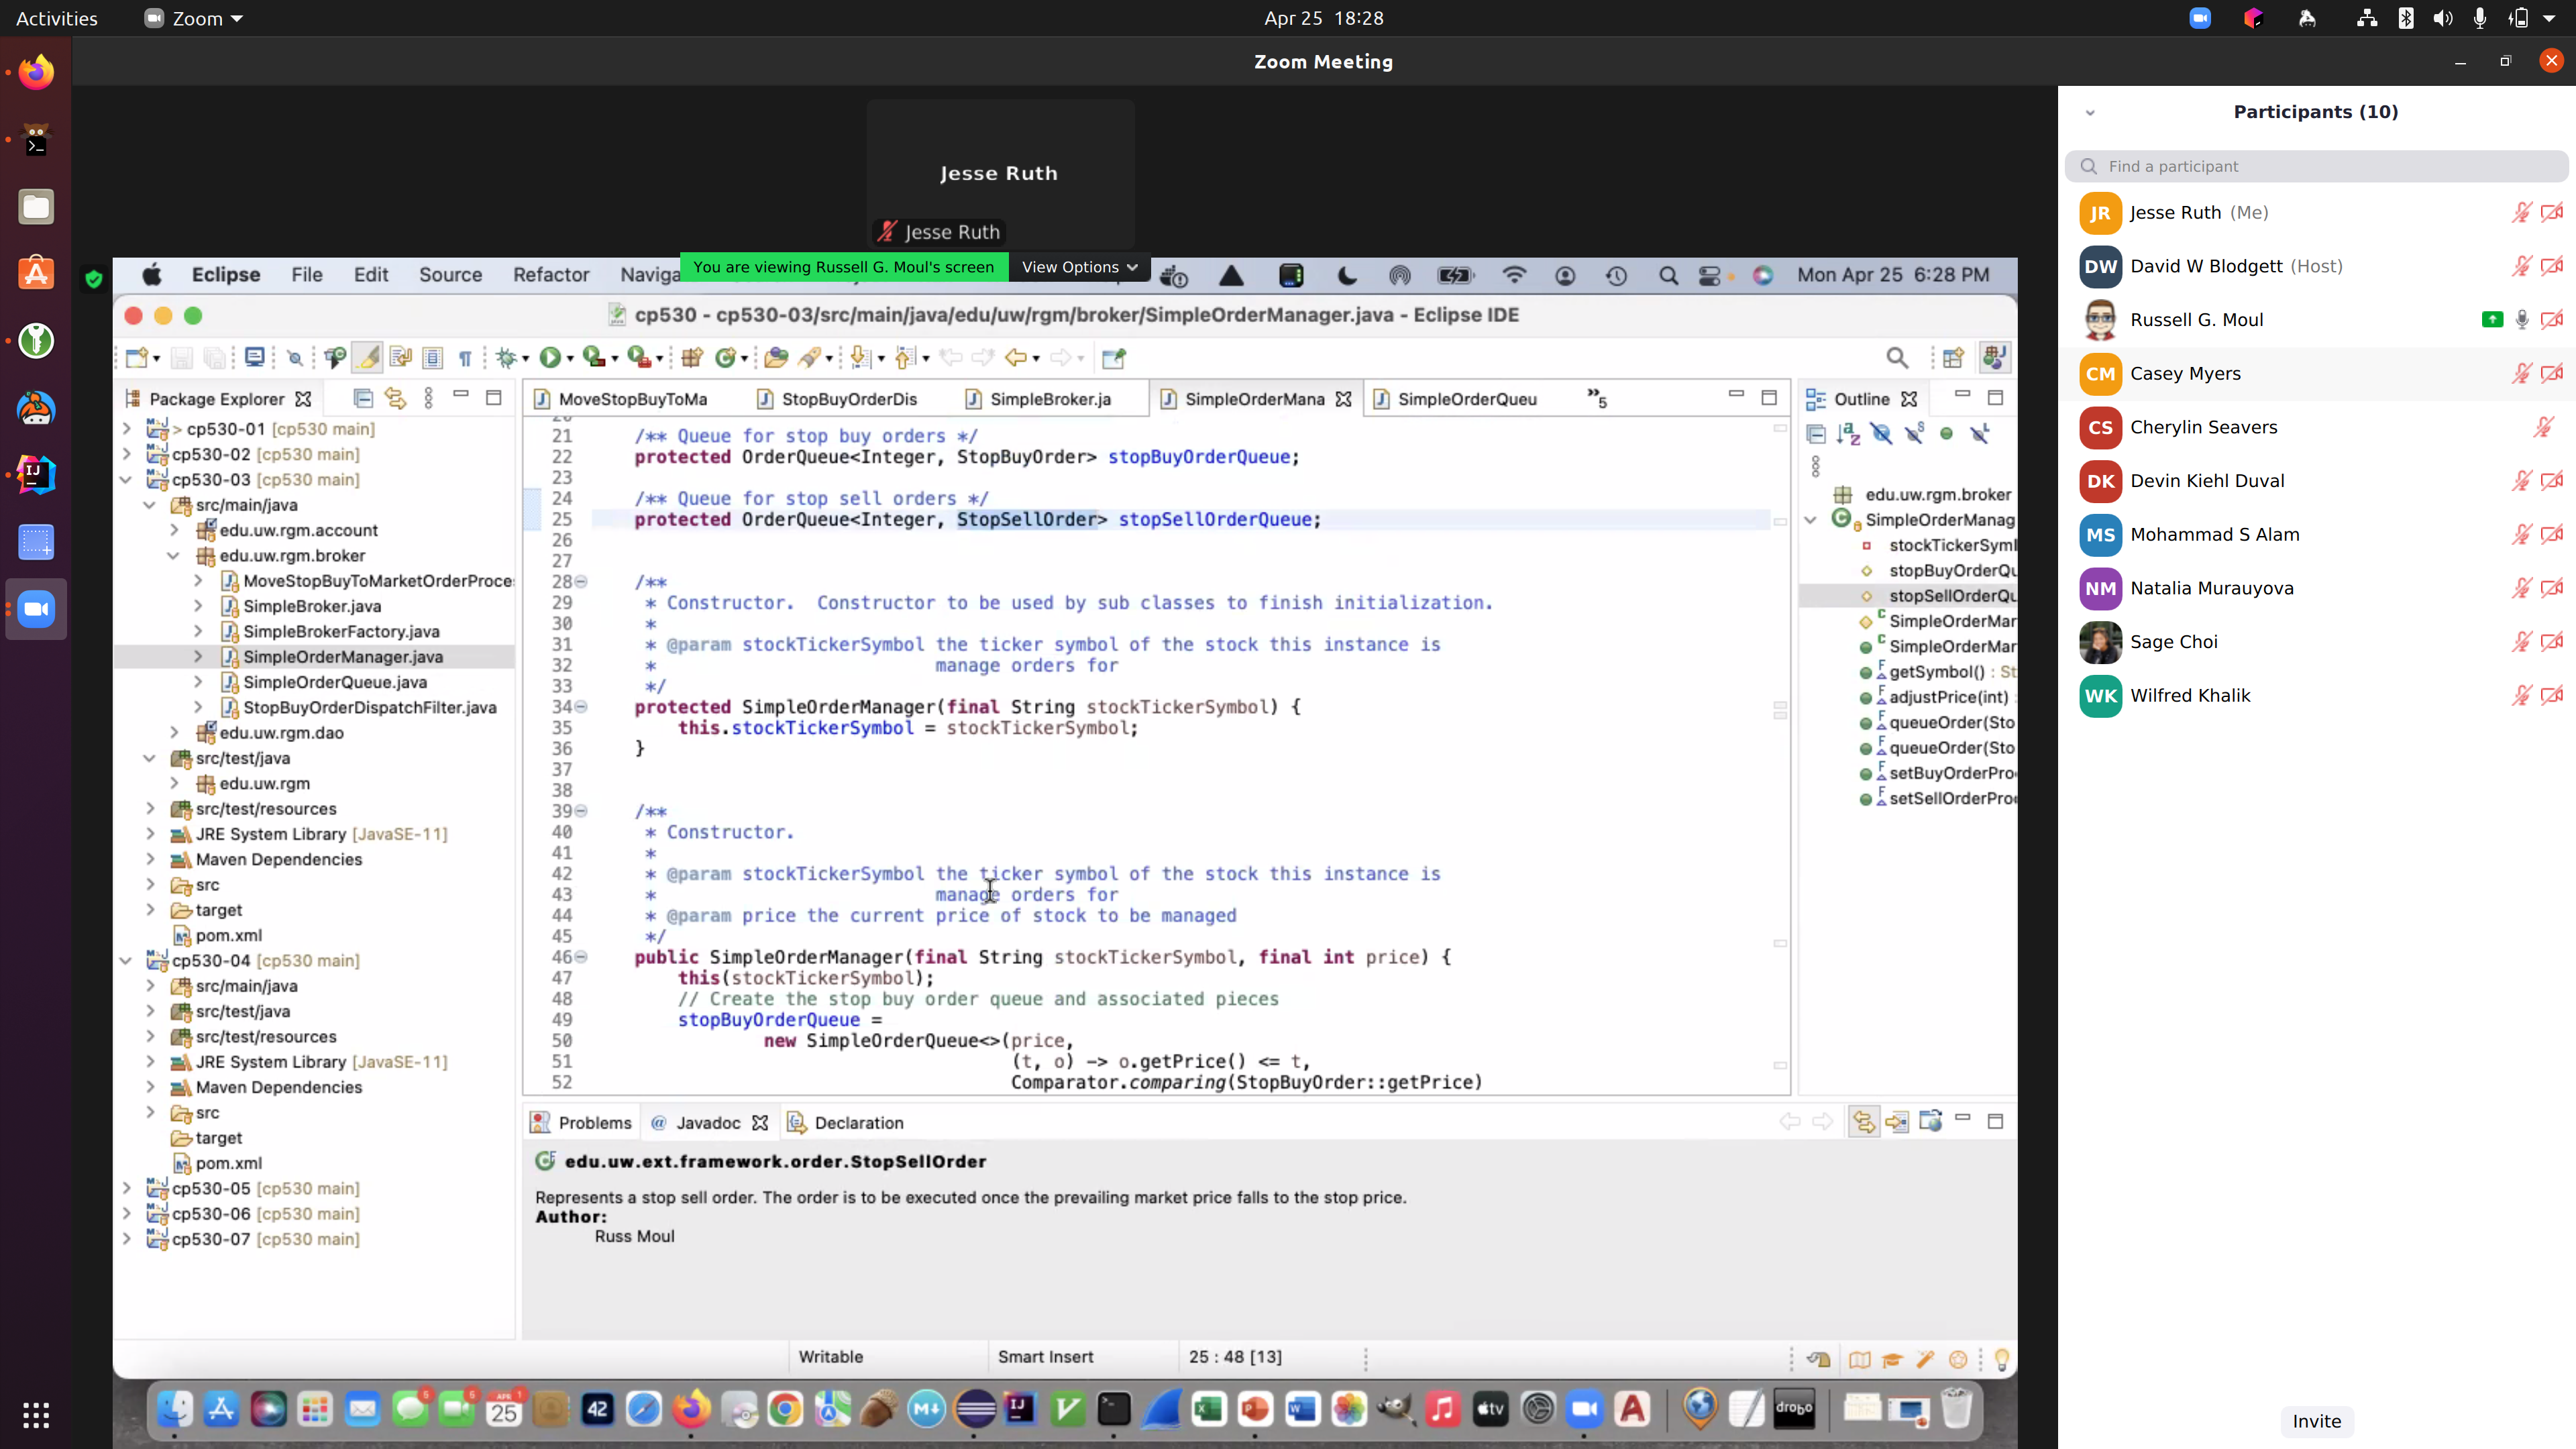 Activities
Zoom
Apr 25 18:28
Zoom Meeting
Jesse Ruth
Jesse Ruth
You are viewing Russell G. Moul's screen
View Options
Eclipse File Edit Source Refactor Naviga
Mon Apr 25 6:28 PM
cp530 - cp530-03/src/main/java/edu/uw/rgm/broker/SimpleOrderManager.java - Eclipse IDE
Package Explorer
> cp530-01 [cp530 main]
cp530-02 [cp530 main]
cp530-03 [cp530 main]
src/main/java
edu.uw.rgm.account
edu.uw.rgm.broker
MoveStopBuyToMarketOrderProce
SimpleBroker.java
SimpleBrokerFactory.java
SimpleOrderManager.java
SimpleOrderQueue.java
StopBuyOrderDispatchFilter.java
edu.uw.rgm.dao
src/test/java
edu.uw.rgm
src/test/resources
JRE System Library [JavaSE-11]
Maven Dependencies
src
target
pom.xml
cp530-04 [cp530 main]
src/main/java
src/test/java
src/test/resources
JRE System Library [JavaSE-11]
Maven Dependencies
src
target
pom.xml
cp530-05 [cp530 main]
cp530-06 [cp530 main]
cp530-07 [cp530 main]
MoveStopBuyToMa
StopBuyOrderDis
SimpleBroker.ja
SimpleOrderMana
SimpleOrderQueu
»5
21 /** Queue for stop buy orders */
22 protected OrderQueue<Integer, StopBuyOrder> stopBuyOrderQueue;
23
24 /** Queue for stop sell orders */
25 protected OrderQueue<Integer, StopSellOrder> stopSellOrderQueue;
26
27
28 /**
29 * Constructor.  Constructor to be used by sub classes to finish initialization.
30 *
31 * @param stockTickerSymbol the ticker symbol of the stock this instance is
32 * manage orders for
33 */
34 protected SimpleOrderManager(final String stockTickerSymbol) {
35 this.stockTickerSymbol = stockTickerSymbol;
36 }
37
38
39 /**
40 * Constructor.
41 *
42 * @param stockTickerSymbol the ticker symbol of the stock this instance is
43 * manage orders for
44 * @param price the current price of stock to be managed
45 */
46 public SimpleOrderManager(final String stockTickerSymbol, final int price) {
47 this(stockTickerSymbol);
48 // Create the stop buy order queue and associated pieces
49 stopBuyOrderQueue =
50 new SimpleOrderQueue<>(price,
51 (t, o) -> o.getPrice() <= t,
52 Comparator.comparing(StopBuyOrder::getPrice)
Outline
edu.uw.rgm.broker
SimpleOrderManag
stockTickerSyml
stopBuyOrderQu
stopSellOrderQu
SimpleOrderMar
SimpleOrderMar
getSymbol() : St
adjustPrice(int)
queueOrder(Sto
queueOrder(Sto
setBuyOrderPro
setSellOrderPro
Problems
@ Javadoc
Declaration
edu.uw.ext.framework.order.StopSellOrder
Represents a stop sell order. The order is to be executed once the prevailing market price falls to the stop price.
Author:
Russ Moul
Writable
Smart Insert
25 : 48 [13]
5
6
APR 1
25
42
M↓
IJ
tv
drobo
Participants (10)
Find a participant
JR Jesse Ruth (Me)
DW David W Blodgett (Host)
Russell G. Moul
CM Casey Myers
CS Cherylin Seavers
DK Devin Kiehl Duval
MS Mohammad S Alam
NM Natalia Murauyova
Sage Choi
WK Wilfred Khalik
Invite